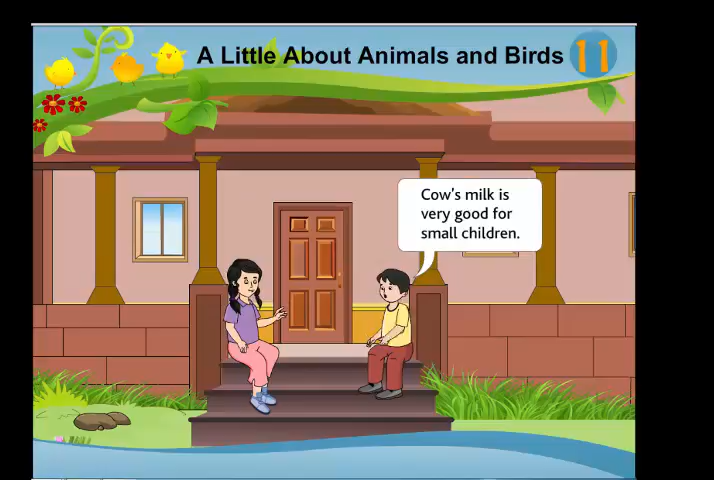 A Little About Animals and Birds 11
Cow's milk is
very good for
small children.